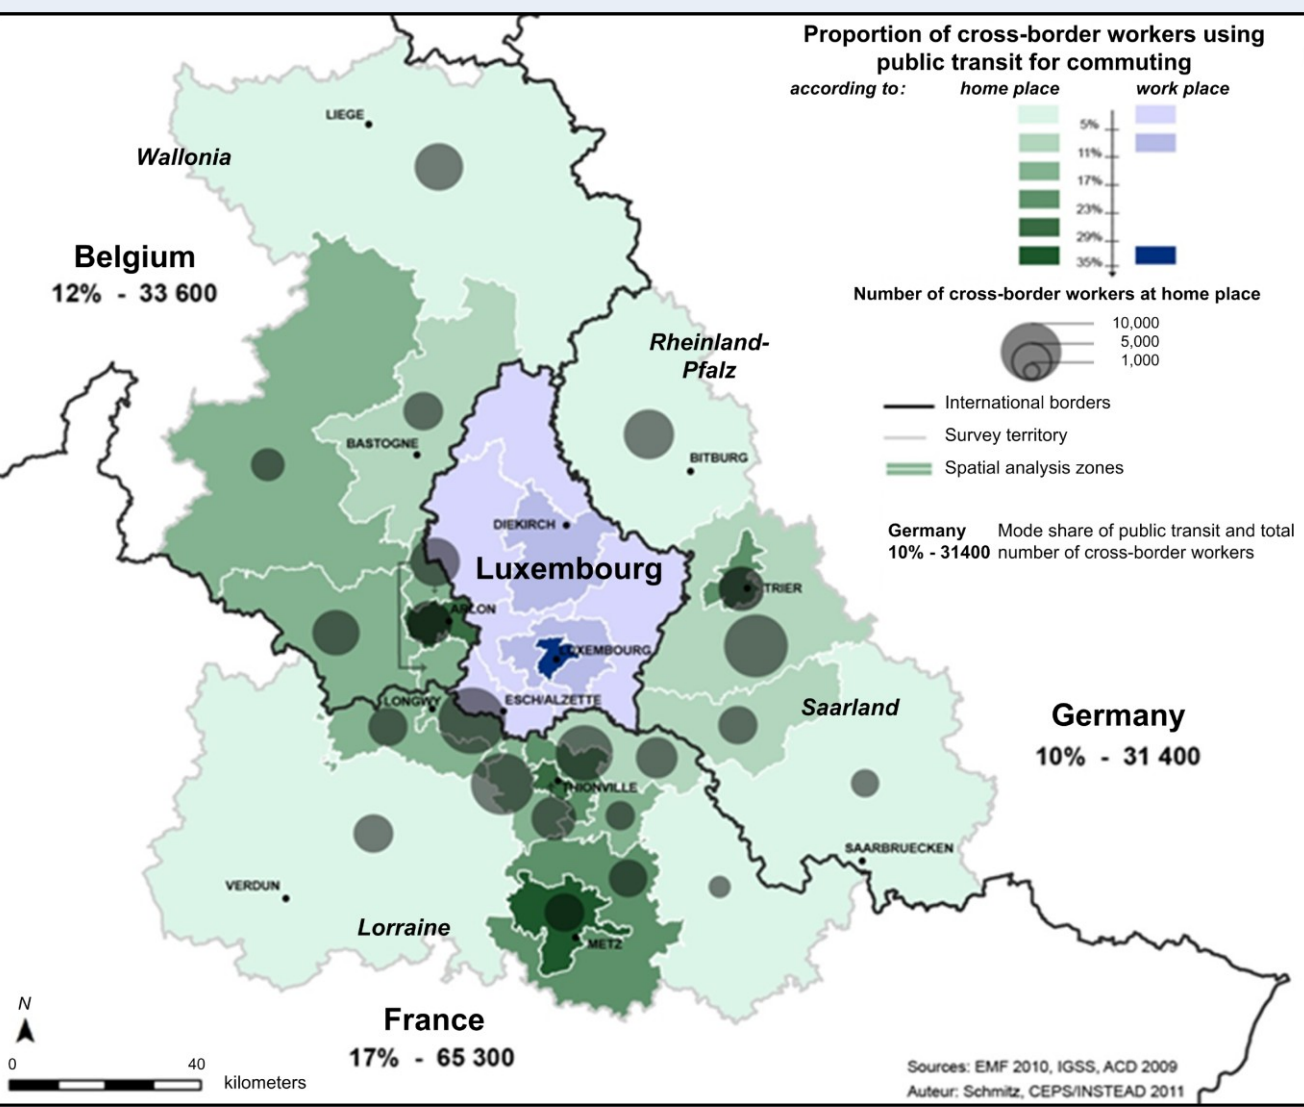 Proportion of cross-border workers using
public transit for commuting
according to: home place work place
5%
11%
17%
23%
29%
35%
Number of cross-border workers at home place
10,000
5,000
1,000
International borders
Survey territory
Spatial analysis zones
Germany Mode share of public transit and total
10% - 31400 number of cross-border workers
LIEGE
Wallonia
Belgium
12% - 33 600
Rheinland-
Pfalz
BASTOGNE
BITBURG
DIEKIRCH
Luxembourg
TRIER
ARLON
LUXEMBOURG
LONGWY
ESCH/ALZETTE
Saarland
Germany
10% - 31 400
THIONVILLE
SAARBRUECKEN
VERDUN
Lorraine
METZ
France
17% - 65 300
N
0 40
kilometers
Sources: EMF 2010, IGSS, ACD 2009
Auteur: Schmitz, CEPS/INSTEAD 2011